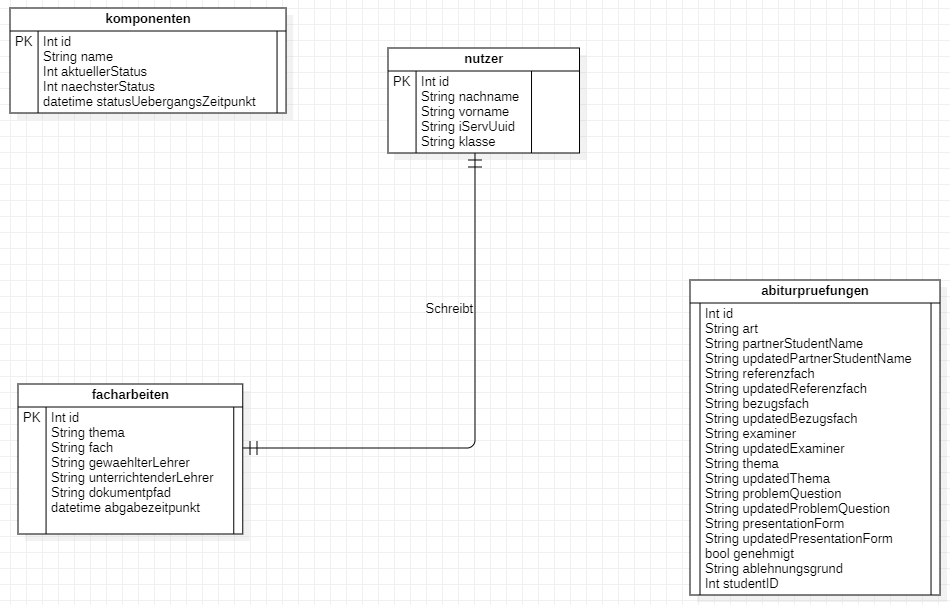 komponenten
PK Int id
String name
Int aktuellerStatus
Int naechsterStatus
datetime statusUebergangsZeitpunkt
nutzer
PK Int id
String nachname
String vorname
String iServUuid
String klasse
Schreibt
abiturpruefungen
Int id
String art
String partnerStudentName
String updatedPartnerStudentName
String referenzfach
String updatedReferenzfach
String bezugsfach
String updatedBezugsfach
String examiner
String updatedExaminer
String thema
String updatedThema
String problemQuestion
String updatedProblemQuestion
String presentationForm
String updatedPresentationForm
bool genehmigt
String ablehnungsgrund
Int studentID
facharbeiten
PK Int id
String thema
String fach
String gewaehlterLehrer
String unterrichtenderLehrer
String dokumentpfad
datetime abgabezeitpunkt